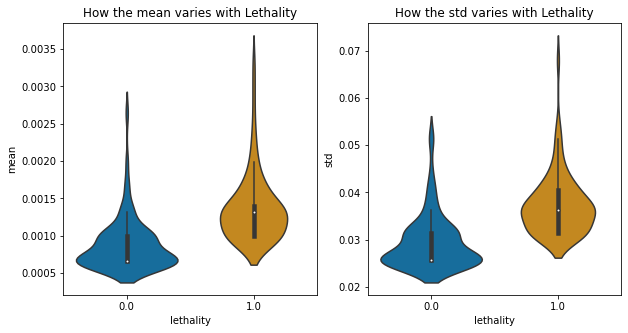 How the mean varies with Lethality
mean
0.0035
0.0030
0.0025
0.0020
0.0015
0.0010
0.0005
0.0
1.0
lethality
How the std varies with Lethality
std
0.07
0.06
0.05
0.04
0.03
0.02
0.0
1.0
lethality